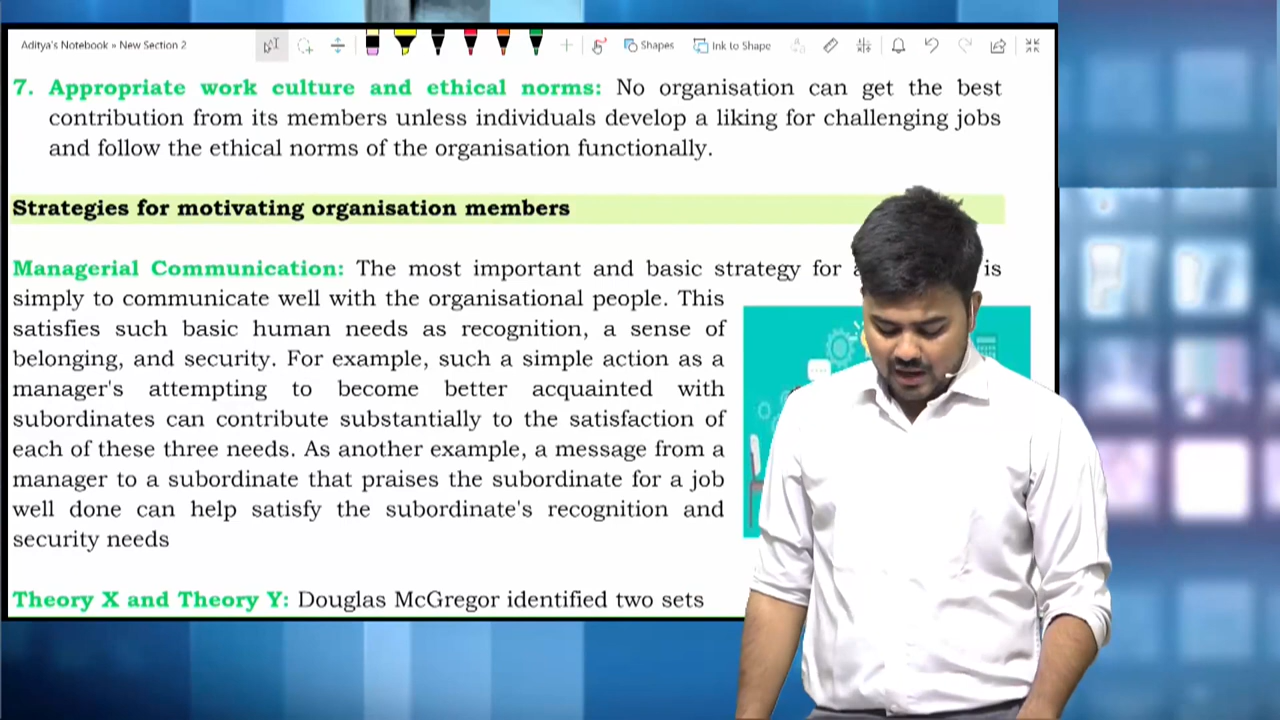 Aditya's Notebook » New Section 2
Shapes
Ink to Shape
7. Appropriate work culture and ethical norms: No organisation can get the best
contribution from its members unless individuals develop a liking for challenging jobs
and follow the ethical norms of the organisation functionally.
Strategies for motivating organisation members
Managerial Communication: The most important and basic strategy for is
simply to communicate well with the organisational people. This
satisfies such basic human needs as recognition, a sense of
belonging, and security. For example, such a simple action as a
manager's attempting to become better acquainted with
subordinates can contribute substantially to the satisfaction of
each of these three needs. As another example, a message from a
manager to a subordinate that praises the subordinate for a job
well done can help satisfy the subordinate's recognition and
security needs
Theory X and Theory Y: Douglas McGregor identified two sets